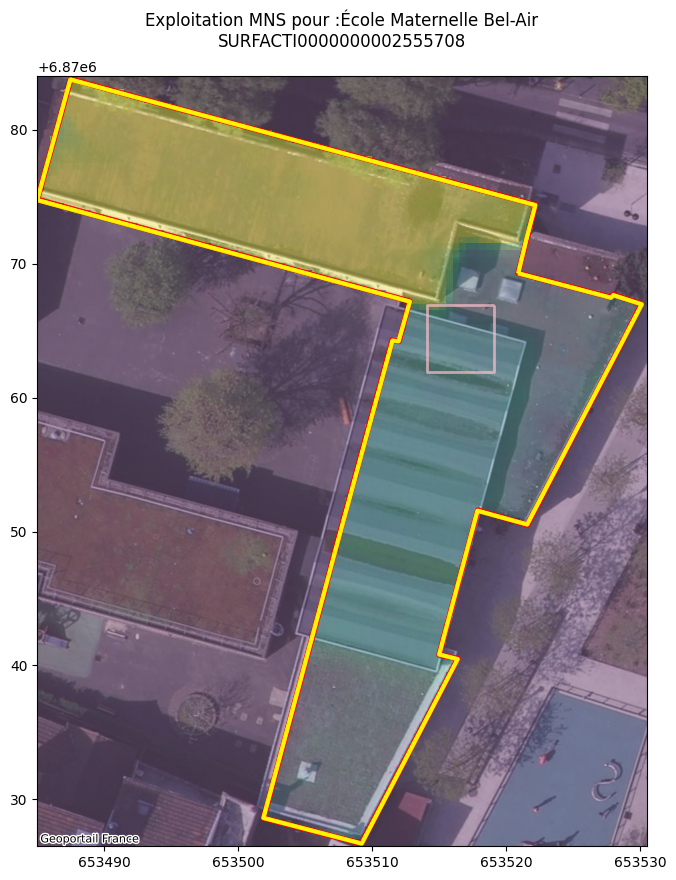 Exploitation MNS pour :École Maternelle Bel-Air
SURFACTI0000000002555708
+6.87e6
80
70
60
50
40
30
Geoportail France
653490 653500 653510 653520 653530